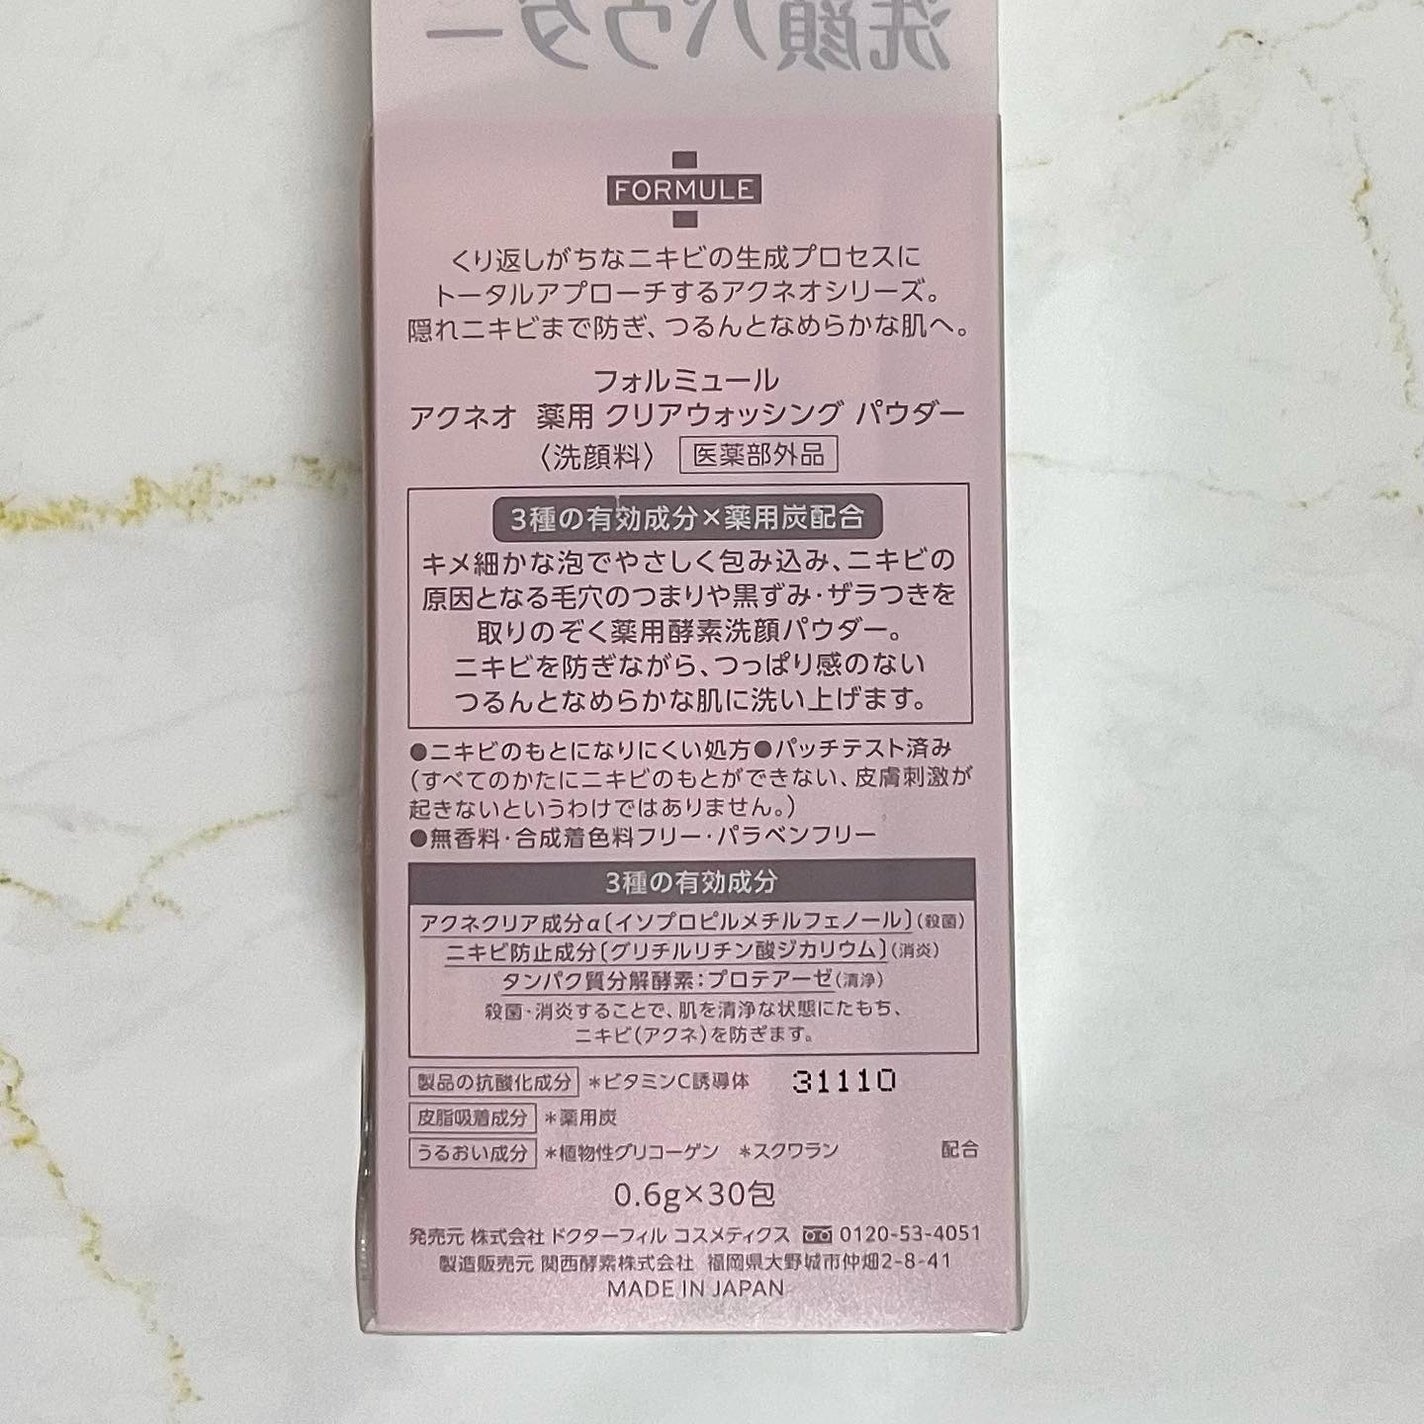 洗顔パウダー
FORMULE
くり返しがちなニキビの生成プロセスに
トータルアプローチするアクネオシリーズ。
隠れニキビまで防ぎ、つるんとなめらかな肌へ。
フォルミュール
アクネオ 薬用 クリアウォッシング パウダー
〈洗顔料〉 医薬部外品
3種の有効成分×薬用炭配合
キメ細かな泡でやさしく包み込み、ニキビの
原因となる毛穴のつまりや黒ずみ・ザラつきを
取りのぞく薬用酵素洗顔パウダー。
ニキビを防ぎながら、つっぱり感のない
つるんとなめらかな肌に洗い上げます。
●ニキビのもとになりにくい処方●パッチテスト済み
(すべてのかたにニキビのもとができない、皮膚刺激が
起きないというわけではありません。)
●無香料・合成着色料フリー・パラベンフリー
3種の有効成分
アクネクリア成分α〔イソプロピルメチルフェノール〕(殺菌)
ニキビ防止成分〔グリチルリチン酸ジカリウム〕(消炎)
タンパク質分解酵素：プロテアーゼ(清浄)
殺菌・消炎することで、肌を清浄な状態にたもち、
ニキビ(アクネ)を防ぎます。
製品の抗酸化成分 *ビタミンC誘導体 31110
皮脂吸着成分 *薬用炭
うるおい成分 *植物性グリコーゲン *スクワラン 配合
0.6g×30包
発売元 株式会社 ドクターフィル コスメティクス 0120-53-4051
製造販売元 関西酵素株式会社 福岡県大野城市仲畑2-8-41
MADE IN JAPAN